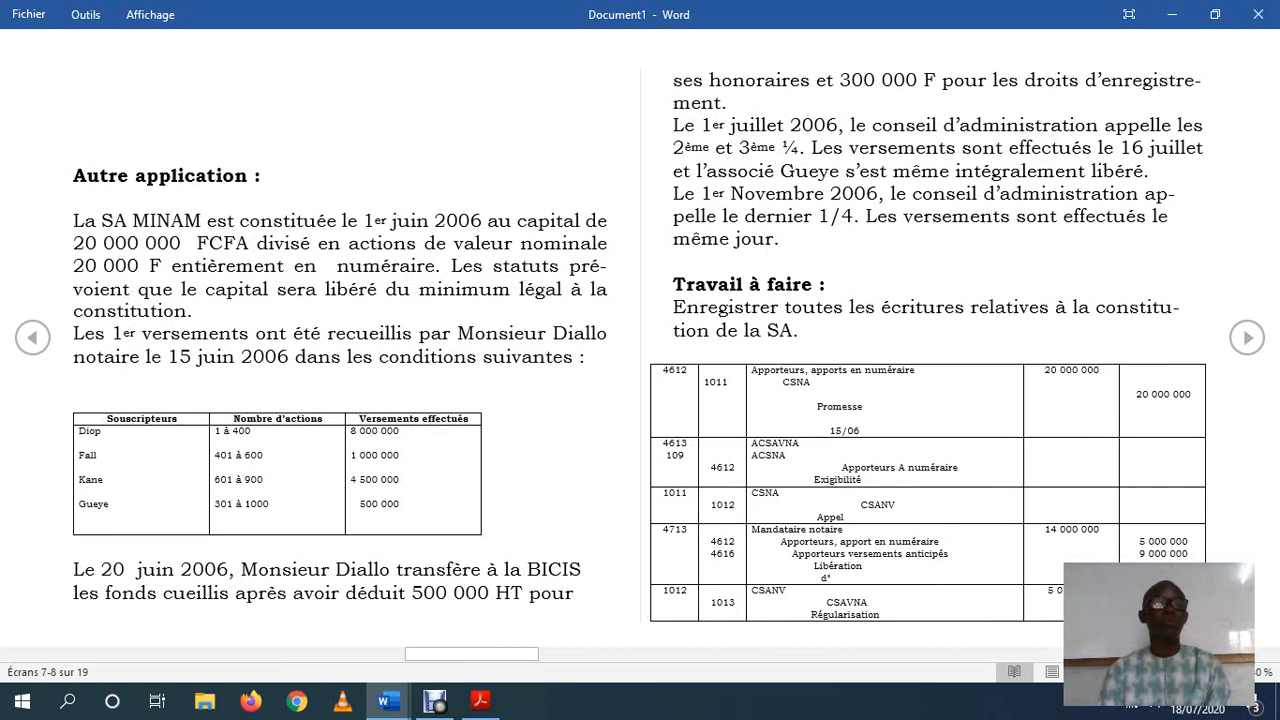 Fichier Outils Affichage Document1 - Word
Autre application :
La SA MINAM est constituée le 1er juin 2006 au capital de
20 000 000 FCFA divisé en actions de valeur nominale
20 000 F entièrement en numéraire. Les statuts pré-
voient que le capital sera libéré du minimum légal à la
constitution.
Les 1er versements ont été recueillis par Monsieur Diallo
notaire le 15 juin 2006 dans les conditions suivantes :
Souscripteurs Nombre d'actions Versements effectués
Diop 1 à 400 8 000 000
Fall 401 à 600 1 000 000
Kane 601 à 900 4 500 000
Gueye 301 à 1000 500 000
Le 20 juin 2006, Monsieur Diallo transfère à la BICIS
les fonds cueillis après avoir déduit 500 000 HT pour
ses honoraires et 300 000 F pour les droits d'enregistre-
ment.
Le 1er juillet 2006, le conseil d'administration appelle les
2ème et 3ème ¼. Les versements sont effectués le 16 juillet
et l'associé Gueye s'est même intégralement libéré.
Le 1er Novembre 2006, le conseil d'administration ap-
pelle le dernier 1/4. Les versements sont effectués le
même jour.
Travail à faire :
Enregistrer toutes les écritures relatives à la constitu-
tion de la SA.
4612 Apporteurs, apports en numéraire 20 000 000
1011 CSNA
20 000 000
Promesse
15/06
4613 ACSAVNA
109 ACSNA
4612 Apporteurs A numéraire
Exigibilité
1011 CSNA
1012 CSANV
Appel
4713 Mandataire notaire 14 000 000
4612 Apporteurs, apport en numéraire 5 000 000
4616 Apporteurs versements anticipés 9 000 000
Libération
d°
1012 CSANV 5 0
1013 CSAVNA
Régularisation
Écrans 7-8 sur 19
0 %
18/07/2020
3